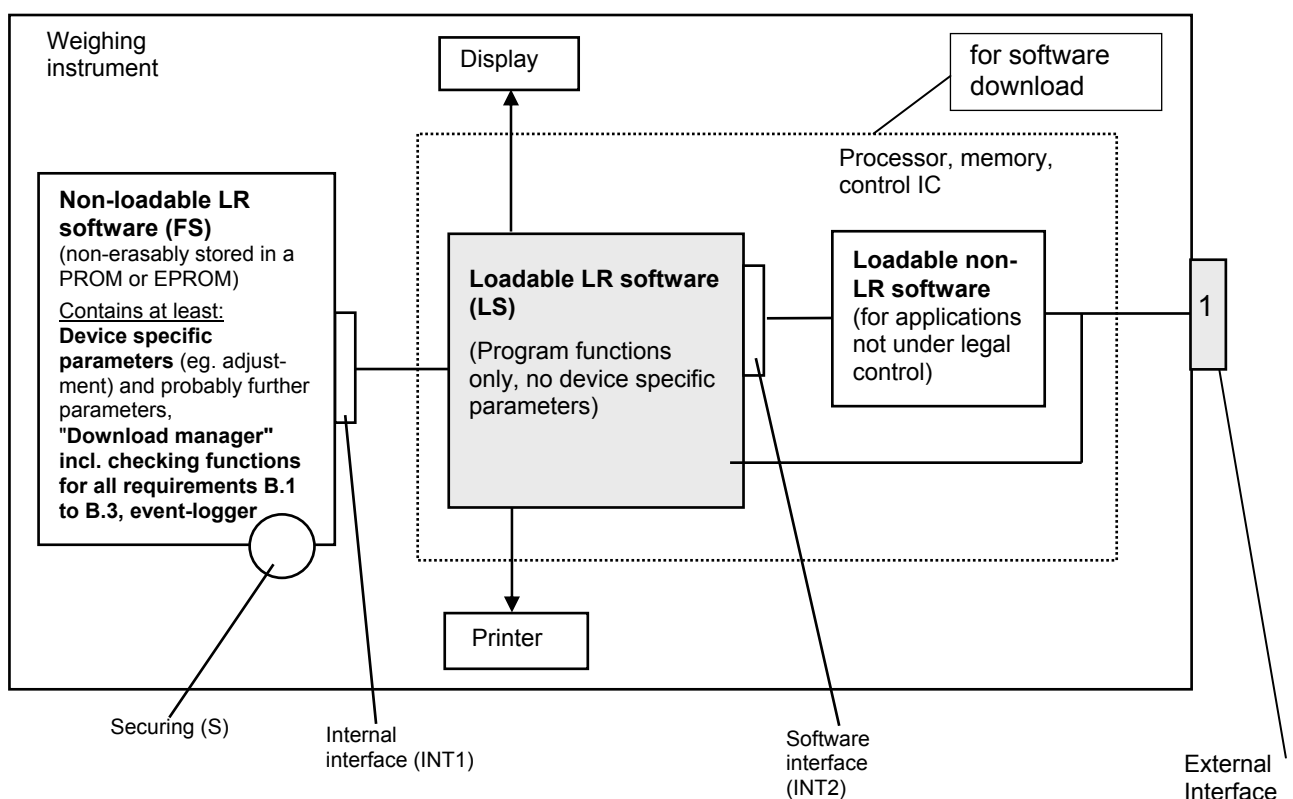 Weighing
instrument
Display
for software
download
Processor, memory,
control IC
Non-loadable LR
software (FS)
(non-erasably stored in a
PROM or EPROM)
Contains at least:
Device specific
parameters (eg. adjust-
ment) and probably further
parameters,
"Download manager"
incl. checking functions
for all requirements B.1
to B.3, event-logger
Loadable LR software
(LS)
(Program functions
only, no device specific
parameters)
Loadable non-
LR software
(for applications
not under legal
control)
1
Printer
Securing (S)
Internal
interface (INT1)
Software
interface
(INT2)
External
Interface